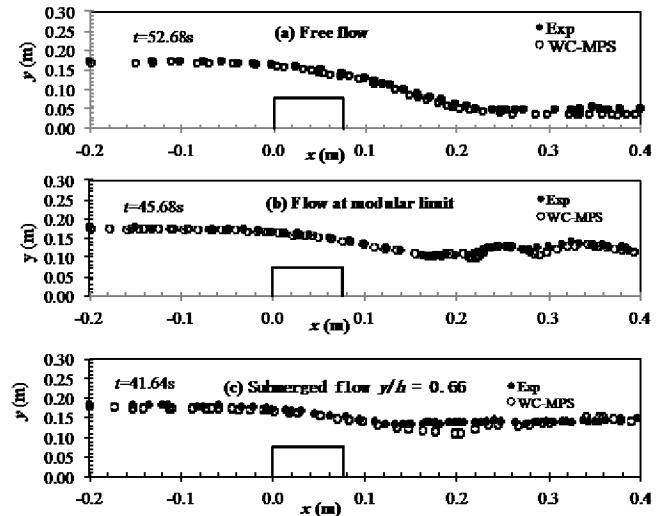 0.30
0.25
0.20
0.15
0.10
0.05
0.00
y (m)
t=52.68s
(a) Free flow
Exp
WC-MPS
-0.2 -0.1 0.0 0.1 0.2 0.3 0.4
x (m)
0.30
0.25
0.20
0.15
0.10
0.05
0.00
y (m)
t=45.68s
(b) Flow at modular limit
Exp
WC-MPS
-0.2 -0.1 0.0 0.1 0.2 0.3 0.4
x (m)
0.30
0.25
0.20
0.15
0.10
0.05
0.00
y (m)
t=41.64s
(c) Submerged flow y/h = 0.66
Exp
WC-MPS
-0.2 -0.1 0.0 0.1 0.2 0.3 0.4
x (m)